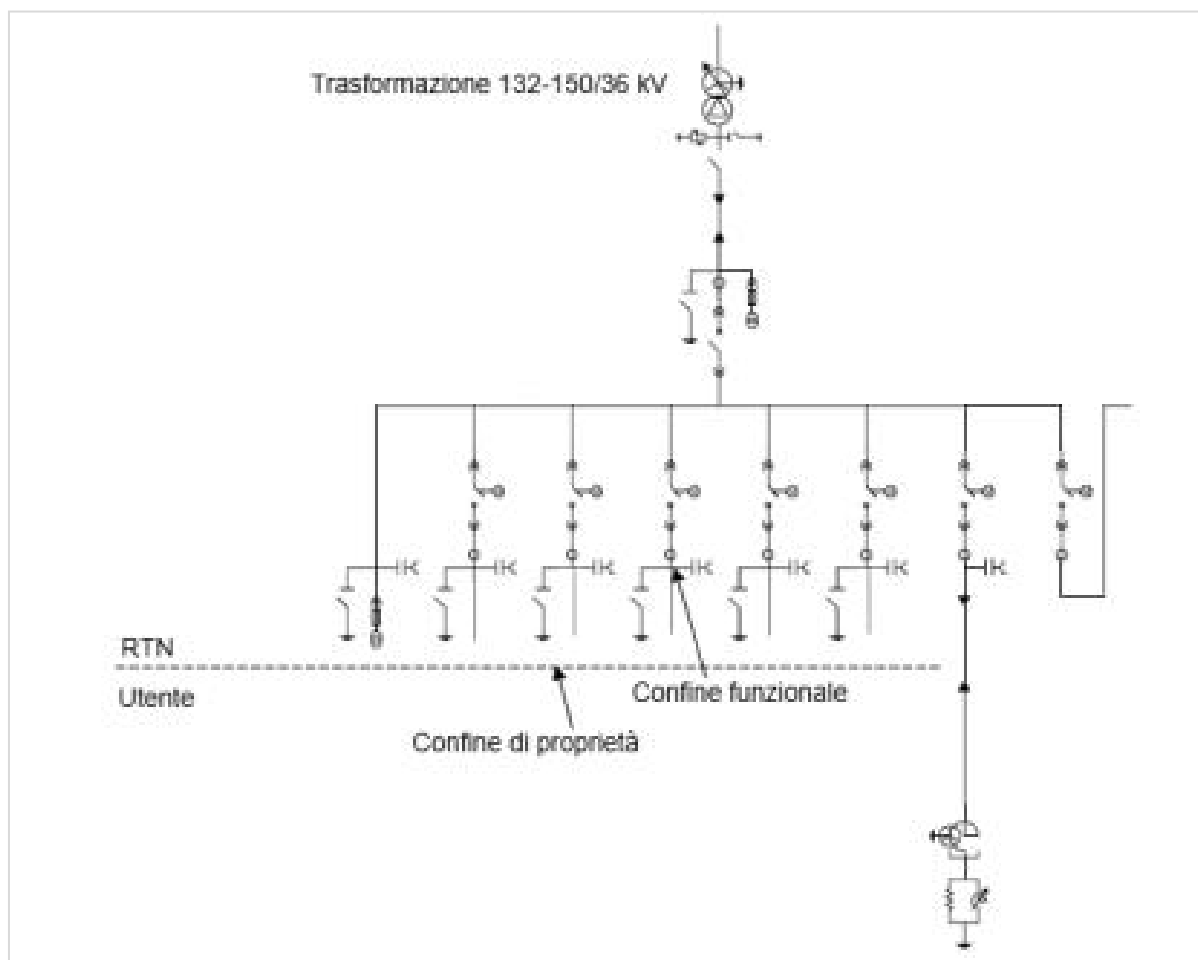 Trasformazione 132-150/36 kV
RTN
Utente
Confine funzionale
Confine di proprietà